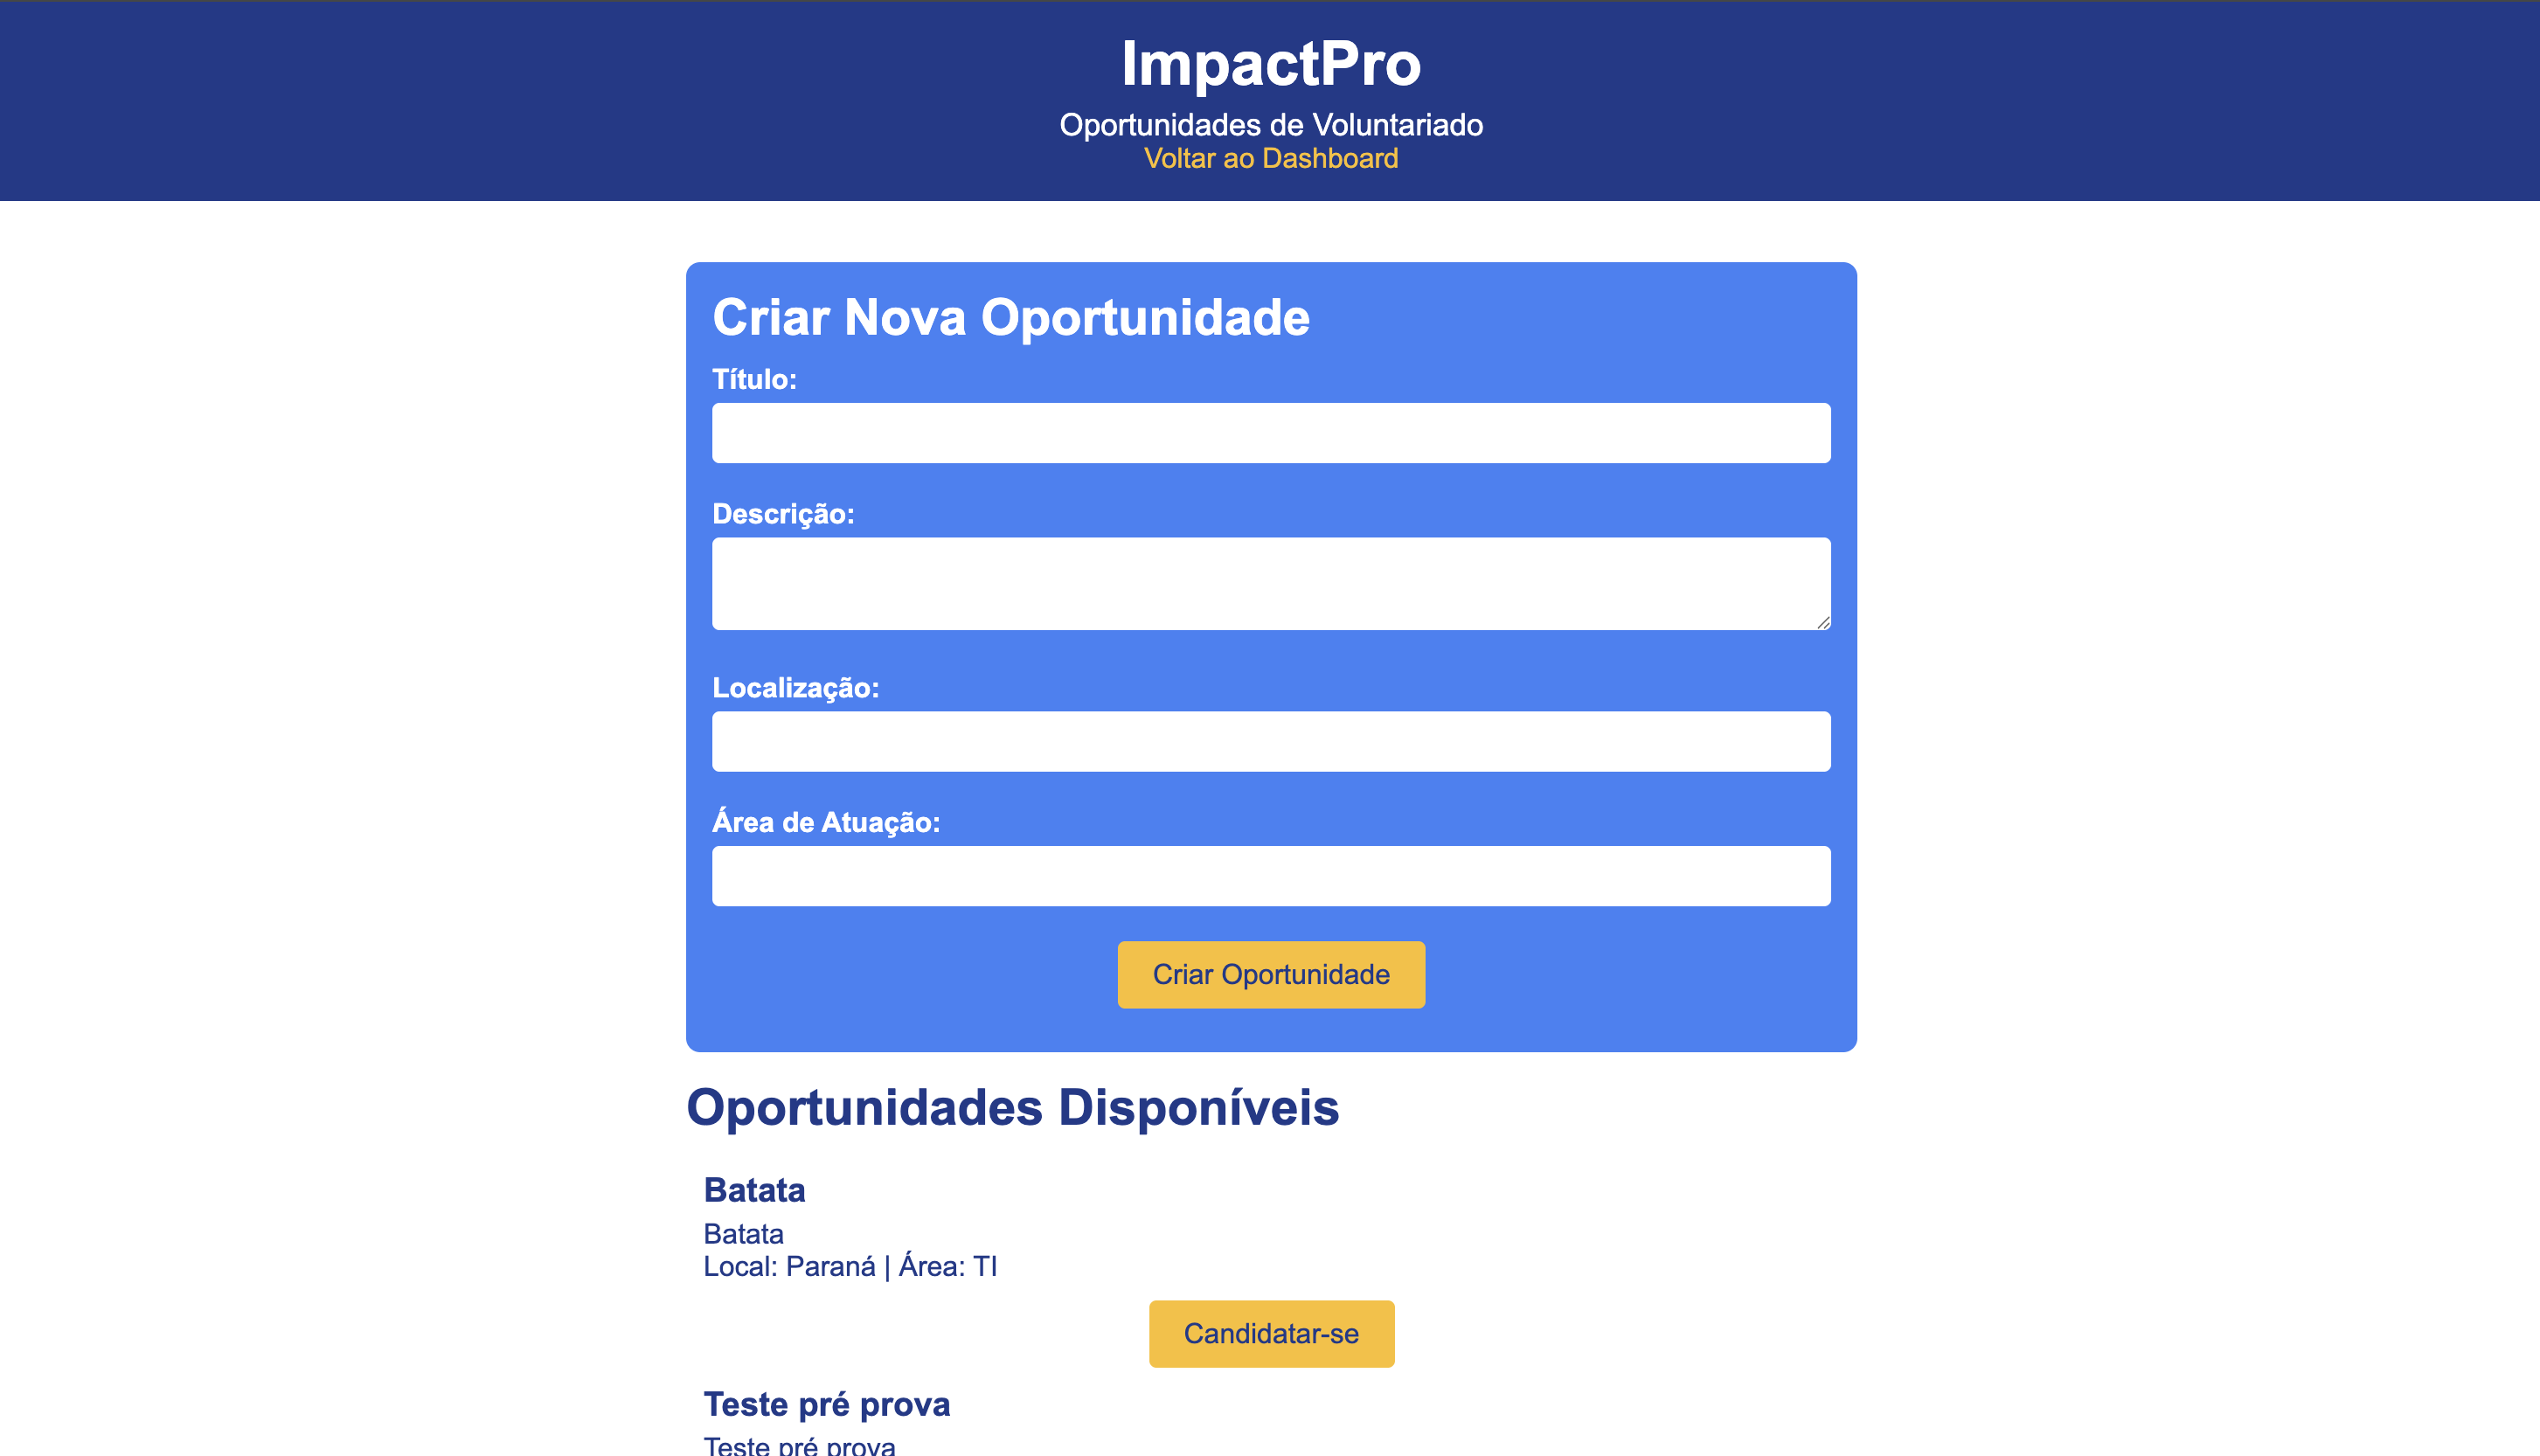 ImpactPro
Oportunidades de Voluntariado
Voltar ao Dashboard
Criar Nova Oportunidade
Título:
Descrição:
Localização:
Área de Atuação:
Criar Oportunidade
Oportunidades Disponíveis
Batata
Batata
Local: Paraná | Área: TI
Candidatar-se
Teste pré prova
Teste pré prova